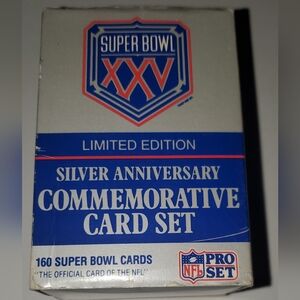 SUPER BOWL
XXV
LIMITED EDITION
SILVER ANNIVERSARY
COMMEMORATIVE
CARD SET
160 SUPER BOWL CARDS
"THE OFFICIAL CARD OF THE NFL"
NFL
PRO
SET